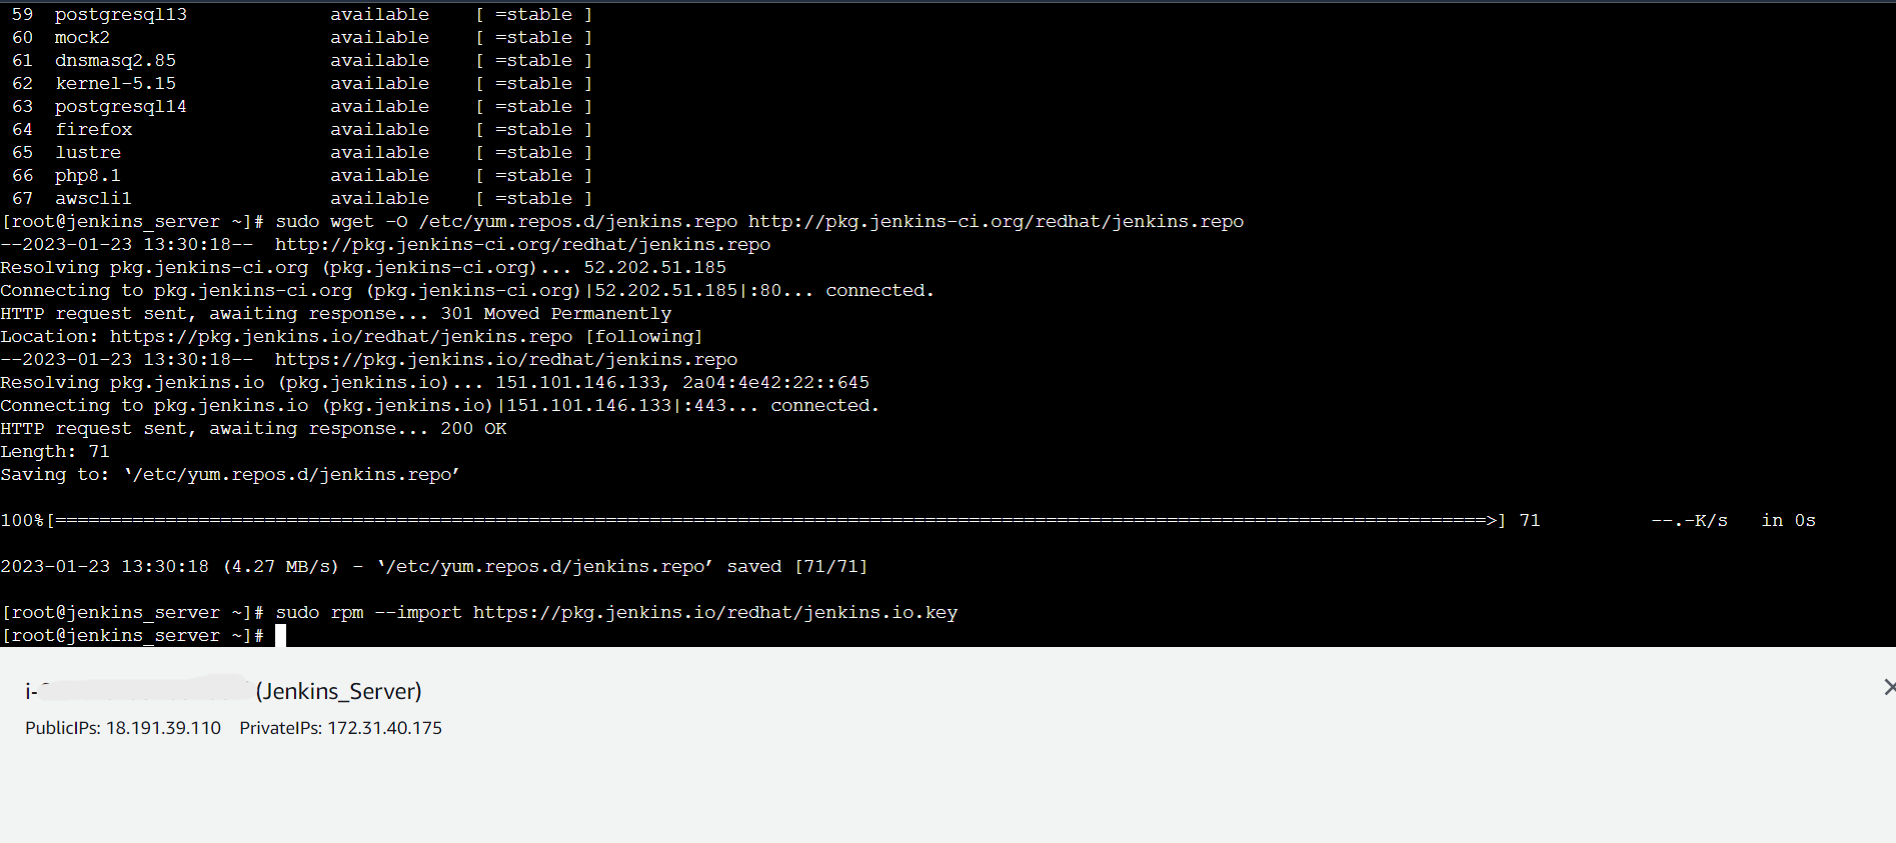 59 postgresql13 available [ =stable ]
60 mock2 available [ =stable ]
61 dnsmasq2.85 available [ =stable ]
62 kernel-5.15 available [ =stable ]
63 postgresql14 available [ =stable ]
64 firefox available [ =stable ]
65 lustre available [ =stable ]
66 php8.1 available [ =stable ]
67 awscli1 available [ =stable ]
[root@jenkins_server ~]# sudo wget -O /etc/yum.repos.d/jenkins.repo http://pkg.jenkins-ci.org/redhat/jenkins.repo
--2023-01-23 13:30:18-- http://pkg.jenkins-ci.org/redhat/jenkins.repo
Resolving pkg.jenkins-ci.org (pkg.jenkins-ci.org)... 52.202.51.185
Connecting to pkg.jenkins-ci.org (pkg.jenkins-ci.org)|52.202.51.185|:80... connected.
HTTP request sent, awaiting response... 301 Moved Permanently
Location: https://pkg.jenkins.io/redhat/jenkins.repo [following]
--2023-01-23 13:30:18-- https://pkg.jenkins.io/redhat/jenkins.repo
Resolving pkg.jenkins.io (pkg.jenkins.io)... 151.101.146.133, 2a04:4e42:22::645
Connecting to pkg.jenkins.io (pkg.jenkins.io)|151.101.146.133|:443... connected.
HTTP request sent, awaiting response... 200 OK
Length: 71
Saving to: ‘/etc/yum.repos.d/jenkins.repo’
100%[==================================================================================================================================>] 71 --.-K/s in 0s
2023-01-23 13:30:18 (4.27 MB/s) - ‘/etc/yum.repos.d/jenkins.repo’ saved [71/71]
[root@jenkins_server ~]# sudo rpm --import https://pkg.jenkins.io/redhat/jenkins.io.key
[root@jenkins_server ~]#
i- (Jenkins_Server)
PublicIPs: 18.191.39.110 PrivateIPs: 172.31.40.175